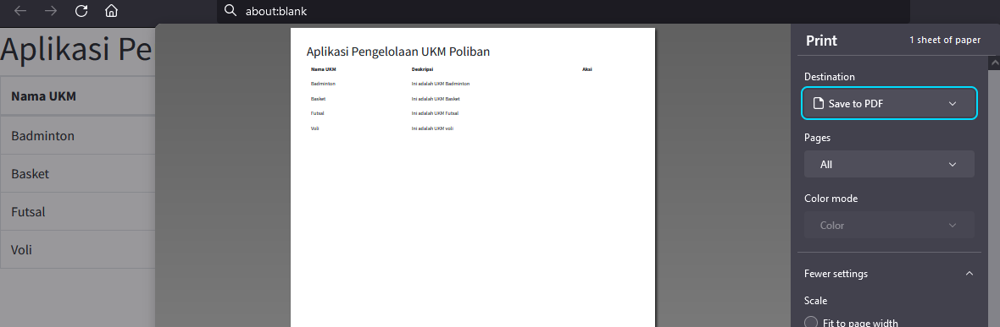 about:blank
Aplikasi Pe
Nama UKM
Badminton
Basket
Futsal
Voli
Aplikasi Pengelolaan UKM Poliban
Nama UKM Deskripsi Aksi
Badminton Ini adalah UKM Badminton
Basket Ini adalah UKM Basket
Futsal Ini adalah UKM Futsal
Voli Ini adalah UKM voli
Print 1 sheet of paper
Destination
Save to PDF
Pages
All
Color mode
Color
Fewer settings
Scale
Fit to page width